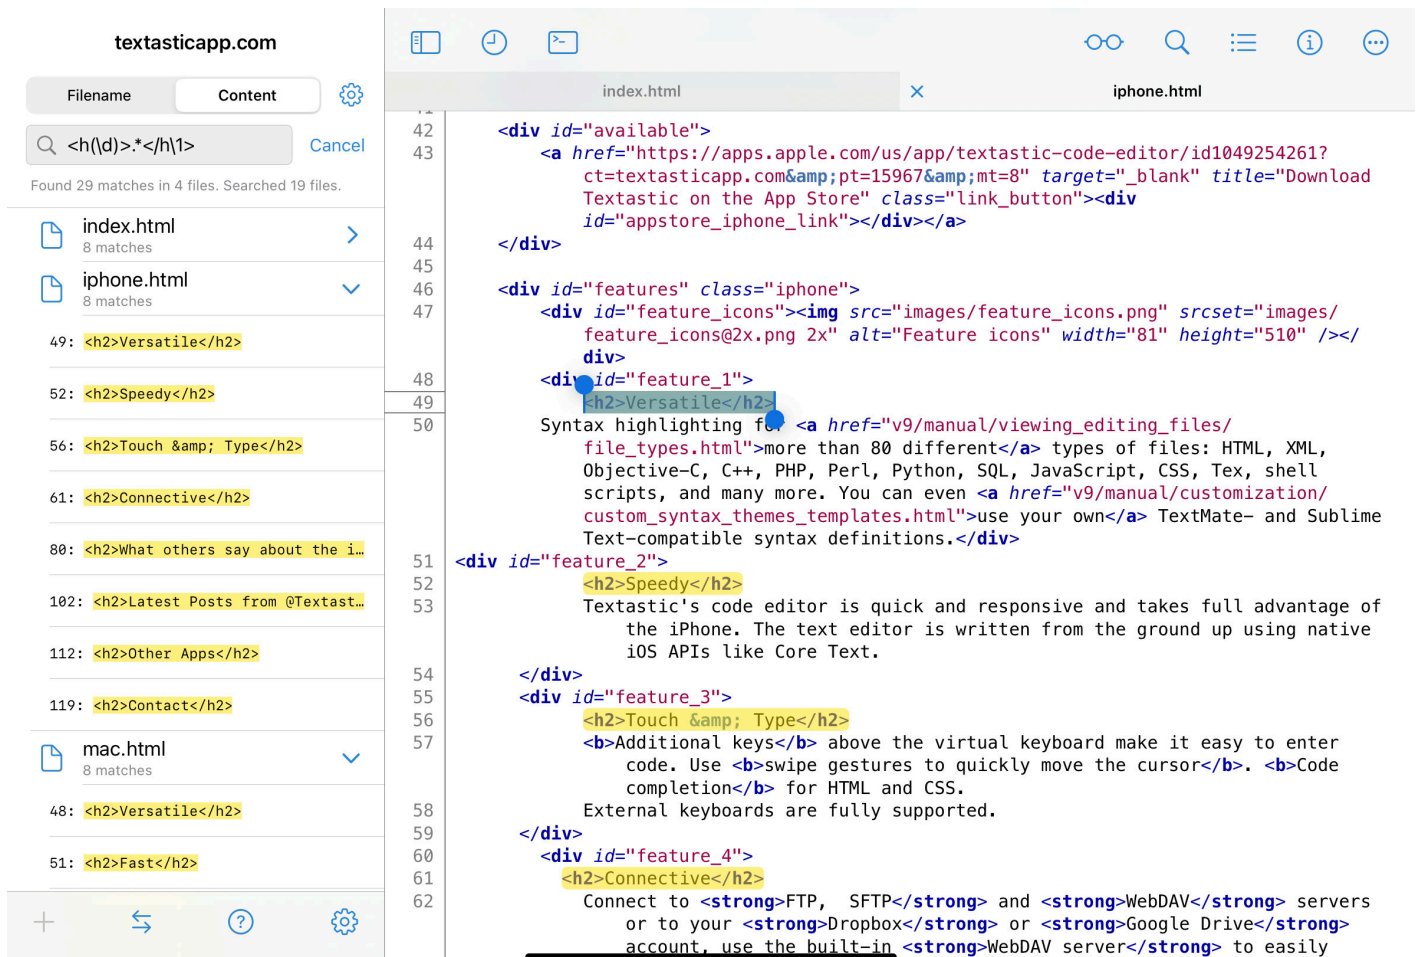 textasticapp.com
Filename Content
<h(\d)>.*</h\1> Cancel
Found 29 matches in 4 files. Searched 19 files.
index.html
8 matches
iphone.html
8 matches
49: <h2>Versatile</h2>
52: <h2>Speedy</h2>
56: <h2>Touch &amp; Type</h2>
61: <h2>Connective</h2>
80: <h2>What others say about the i…
102: <h2>Latest Posts from @Textast…
112: <h2>Other Apps</h2>
119: <h2>Contact</h2>
mac.html
8 matches
48: <h2>Versatile</h2>
51: <h2>Fast</h2>
index.html iphone.html
41
42 <div id="available">
43 <a href="https://apps.apple.com/us/app/textastic-code-editor/id1049254261?
ct=textasticapp.com&amp;pt=15967&amp;mt=8" target="_blank" title="Download
Textastic on the App Store" class="link_button"><div
id="appstore_iphone_link"></div></a>
44 </div>
45
46 <div id="features" class="iphone">
47 <div id="feature_icons"><img src="images/feature_icons.png" srcset="images/
feature_icons@2x.png 2x" alt="Feature icons" width="81" height="510" /></
div>
48 <div id="feature_1">
49 <h2>Versatile</h2>
50 Syntax highlighting for <a href="v9/manual/viewing_editing_files/
file_types.html">more than 80 different</a> types of files: HTML, XML,
Objective-C, C++, PHP, Perl, Python, SQL, JavaScript, CSS, Tex, shell
scripts, and many more. You can even <a href="v9/manual/customization/
custom_syntax_themes_templates.html">use your own</a> TextMate- and Sublime
Text-compatible syntax definitions.</div>
51 <div id="feature_2">
52 <h2>Speedy</h2>
53 Textastic's code editor is quick and responsive and takes full advantage of
the iPhone. The text editor is written from the ground up using native
iOS APIs like Core Text.
54 </div>
55 <div id="feature_3">
56 <h2>Touch &amp; Type</h2>
57 <b>Additional keys</b> above the virtual keyboard make it easy to enter
code. Use <b>swipe gestures to quickly move the cursor</b>. <b>Code
completion</b> for HTML and CSS.
58 External keyboards are fully supported.
59 </div>
60 <div id="feature_4">
61 <h2>Connective</h2>
62 Connect to <strong>FTP, SFTP</strong> and <strong>WebDAV</strong> servers
or to your <strong>Dropbox</strong> or <strong>Google Drive</strong>
account, use the built-in <strong>WebDAV server</strong> to easily